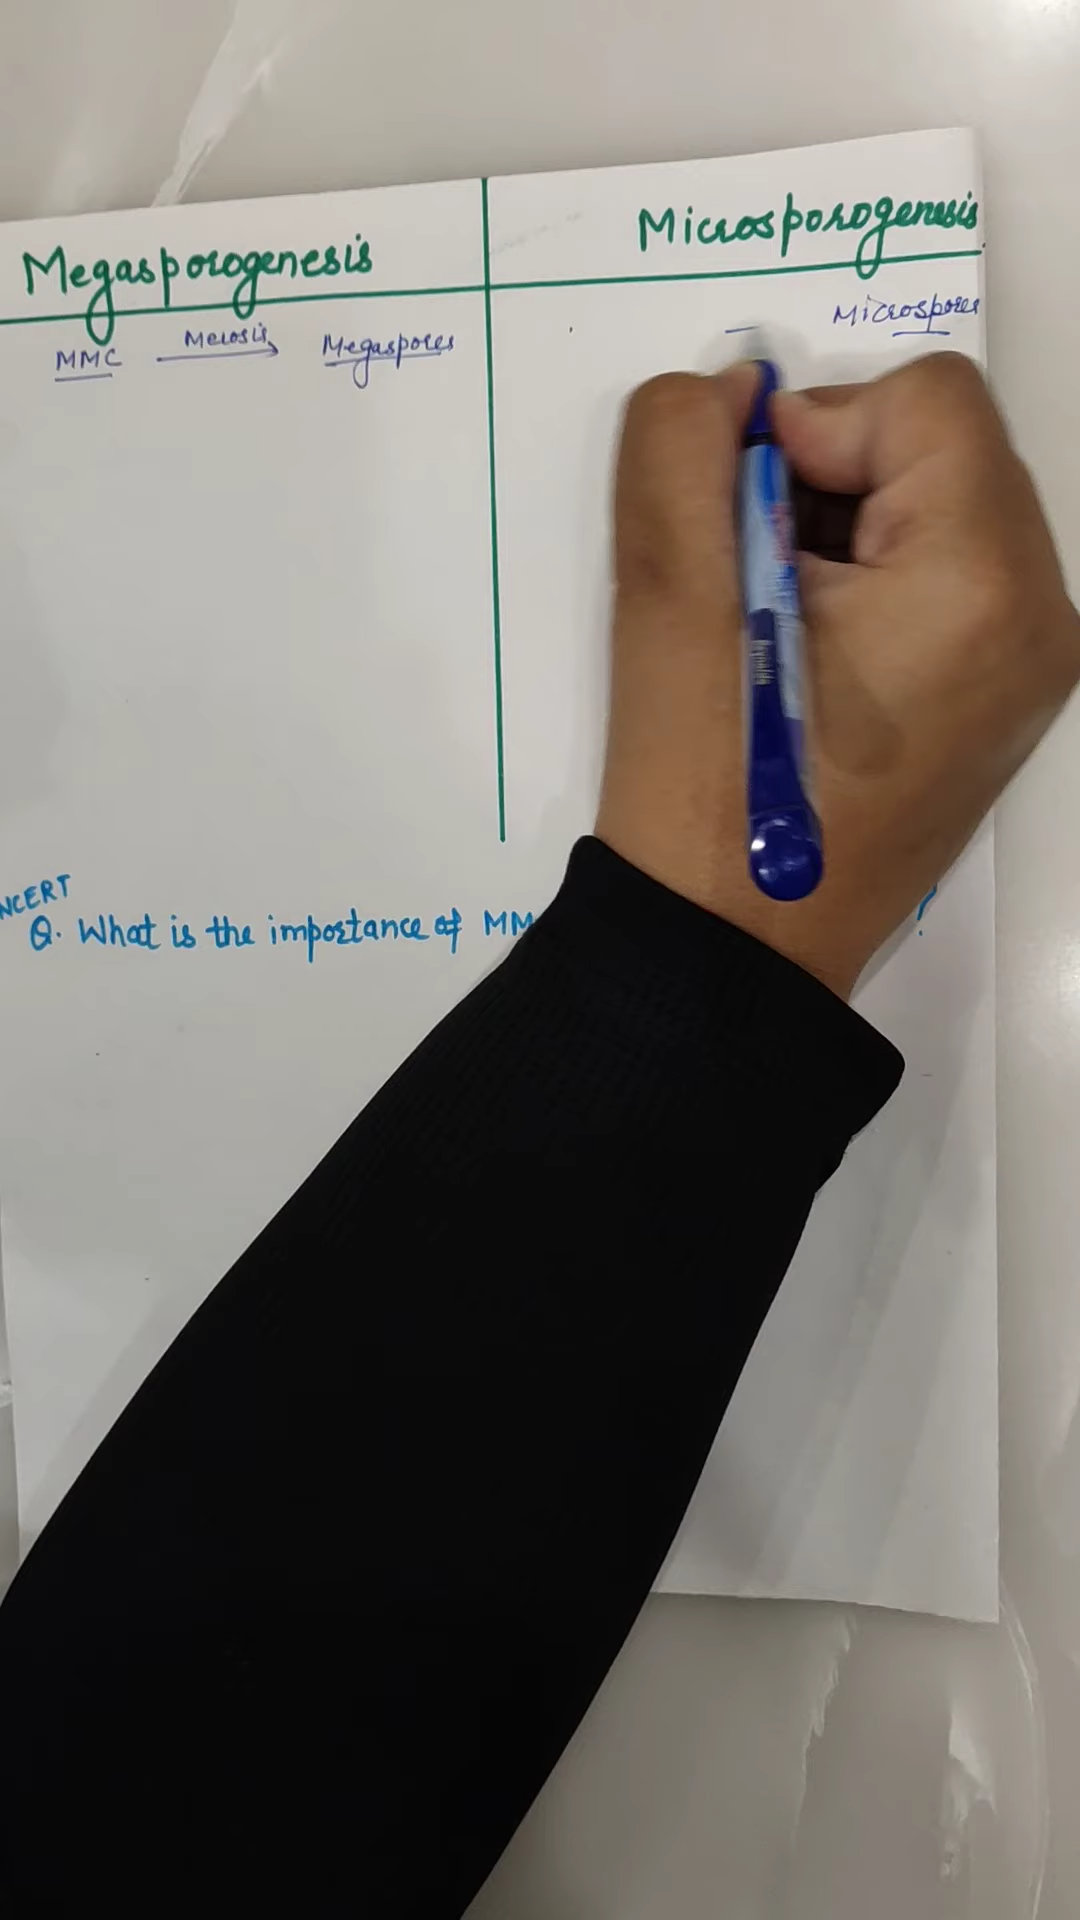 Megasporogenesis
Microsporogenesis
MMC Meiosis Megaspores
Microspores
NCERT
Q. What is the importance of MM ?